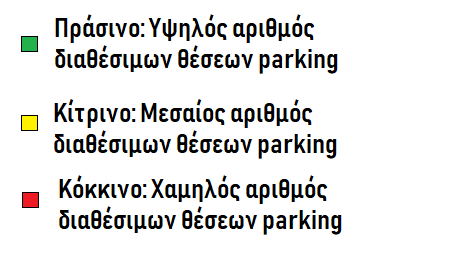 Πράσινο: Υψηλός αριθμός
διαθέσιμων θέσεων parking
Κίτρινο: Μεσαίος αριθμός
διαθέσιμων θέσεων parking
Κόκκινο: Χαμηλός αριθμός
διαθέσιμων θέσεων parking